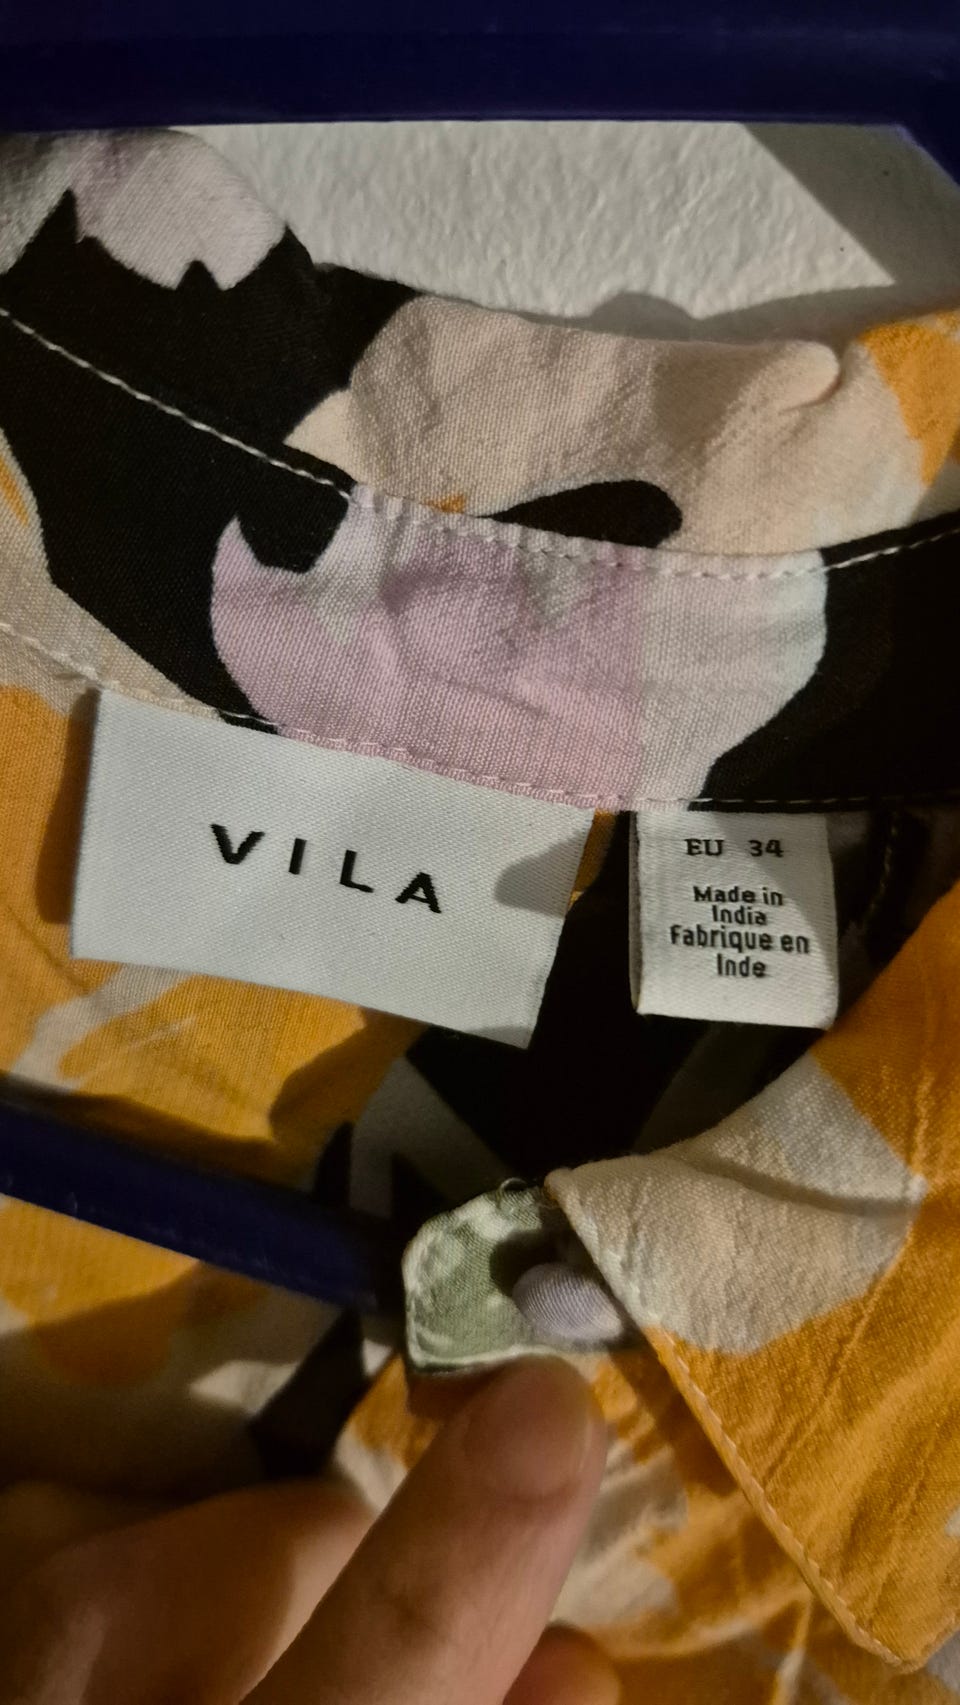 VILA
EU 34
Made in
India
Fabrique en
Inde